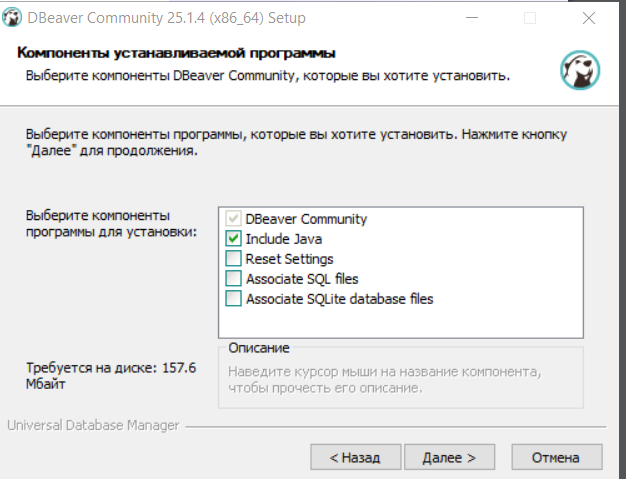 DBeaver Community 25.1.4 (x86_64) Setup
Компоненты устанавливаемой программы
Выберите компоненты DBeaver Community, которые вы хотите установить.
Выберите компоненты программы, которые вы хотите установить. Нажмите кнопку
"Далее" для продолжения.
Выберите компоненты
программы для установки:
DBeaver Community
Include Java
Reset Settings
Associate SQL files
Associate SQLite database files
Требуется на диске: 157.6
Мбайт
Описание
Наведите курсор мыши на название компонента,
чтобы прочесть его описание.
Universal Database Manager
< Назад
Далее >
Отмена